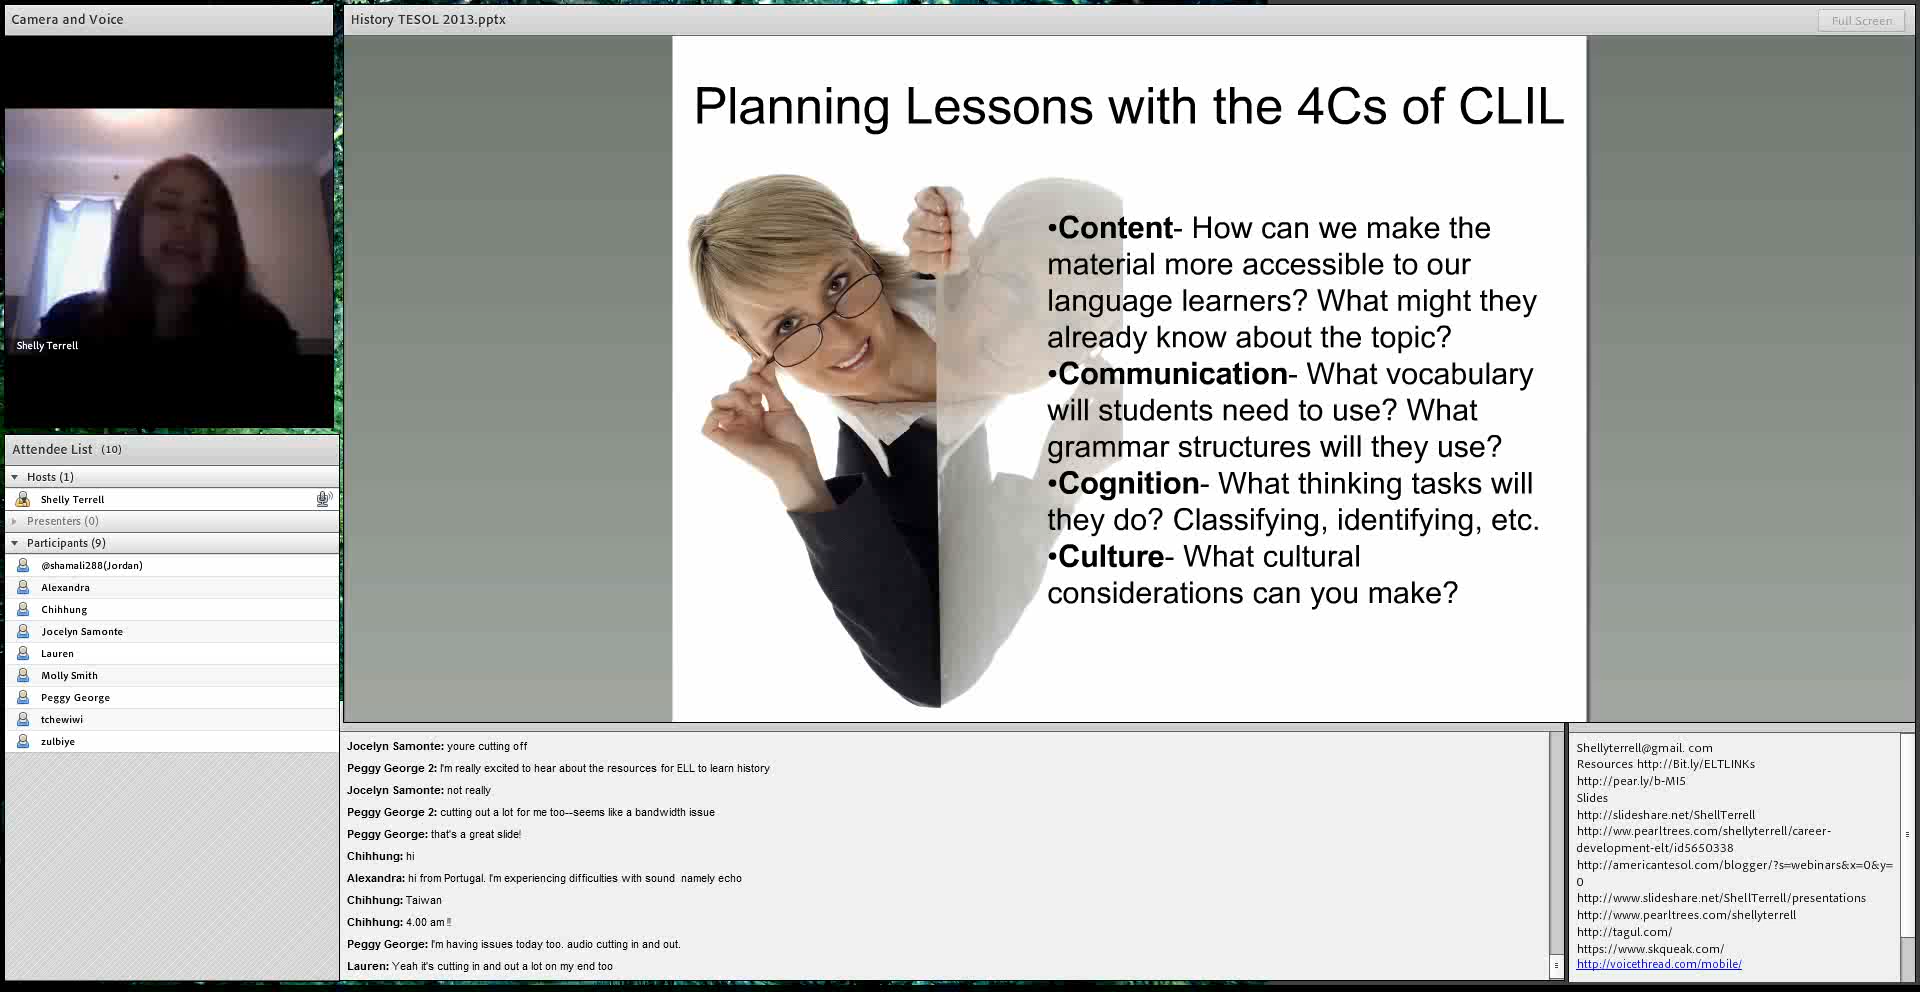 Camera and Voice
Shelly Terrell
Attendee List (10)
Hosts (1)
Shelly Terrell
Presenters (0)
Participants (9)
@shamali288(Jordan)
Alexandra
Chihhung
Jocelyn Samonte
Lauren
Molly Smith
Peggy George
tchewiwi
zulbiye
History TESOL 2013.pptx
Full Screen
Planning Lessons with the 4Cs of CLIL
•Content- How can we make the
material more accessible to our
language learners? What might they
already know about the topic?
•Communication- What vocabulary
will students need to use? What
grammar structures will they use?
•Cognition- What thinking tasks will
they do? Classifying, identifying, etc.
•Culture- What cultural
considerations can you make?
Jocelyn Samonte: youre cutting off
Peggy George 2: I'm really excited to hear about the resources for ELL to learn history
Jocelyn Samonte: not really
Peggy George 2: cutting out a lot for me too--seems like a bandwidth issue
Peggy George: that's a great slide!
Chihhung: hi
Alexandra: hi from Portugal. I'm experiencing difficulties with sound  namely echo
Chihhung: Taiwan
Chihhung: 4.00 am !!
Peggy George: I'm having issues today too. audio cutting in and out.
Lauren: Yeah it's cutting in and out a lot on my end too
Shellyterrell@gmail. com
Resources http://Bit.ly/ELTLINKs
http://pear.ly/b-MI5
Slides
http://slideshare.net/ShellTerrell
http://ww.pearltrees.com/shellyterrell/career-
development-elt/id5650338
http://americantesol.com/blogger/?s=webinars&x=0&y=
0
http://www.slideshare.net/ShellTerrell/presentations
http://www.pearltrees.com/shellyterrell
http://tagul.com/
https://www.skqueak.com/
http://voicethread.com/mobile/